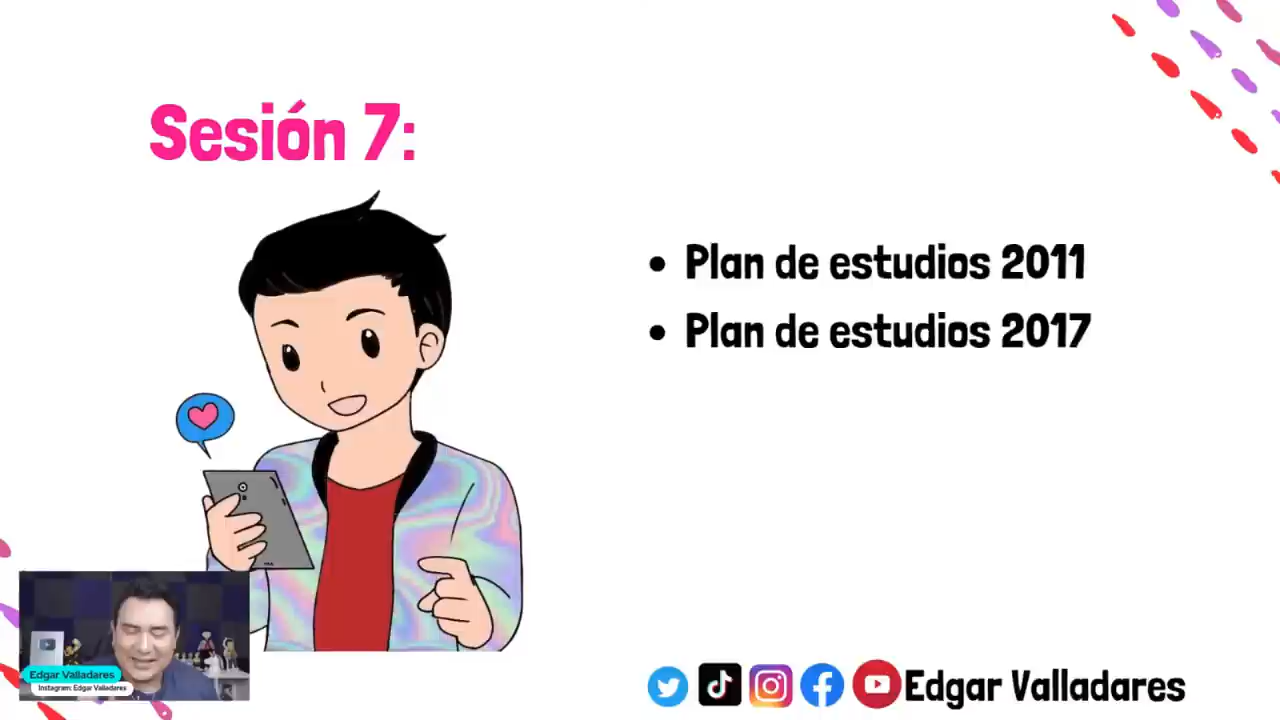 Sesión 7:
• Plan de estudios 2011
• Plan de estudios 2017
Edgar Valladares
Instagram: Edgar Valladares
Edgar Valladares